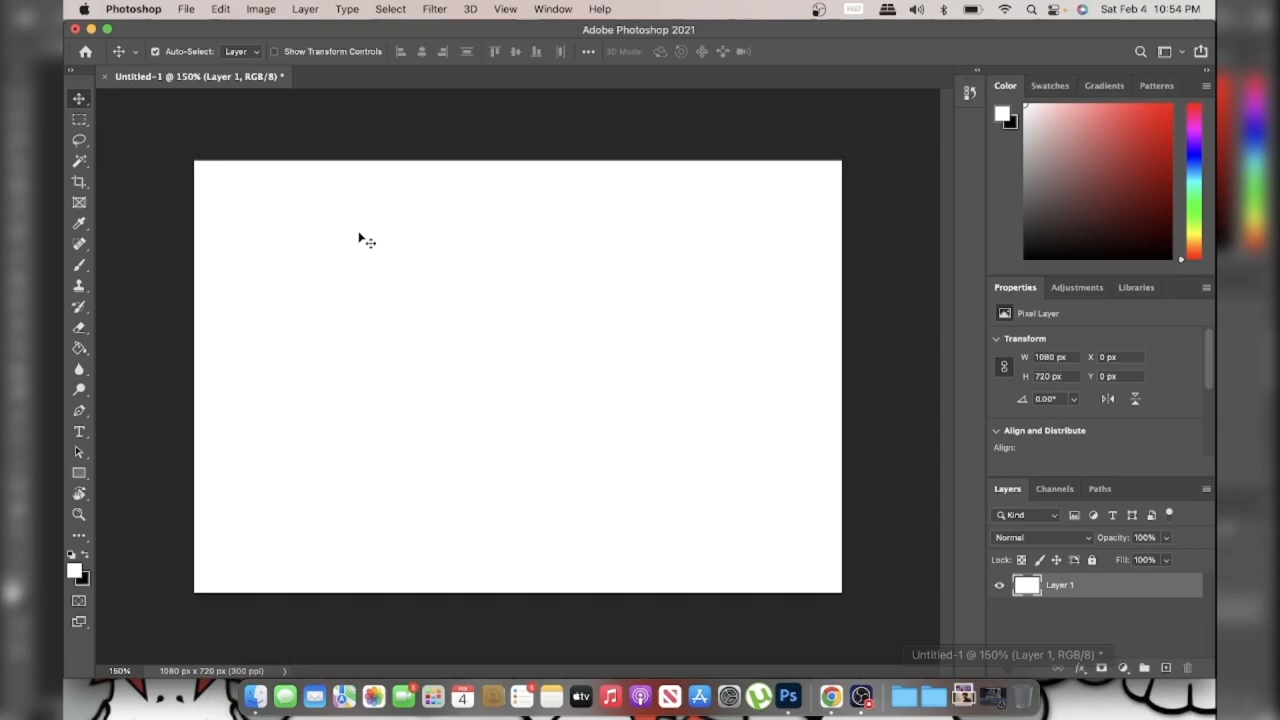 Photoshop File Edit Image Layer Type Select Filter 3D View Window Help Sat Feb 4 10:54 PM
Adobe Photoshop 2021
Auto-Select: Layer Show Transform Controls 3D Mode:
Untitled-1 @ 150% (Layer 1, RGB/8) *
Color Swatches Gradients Patterns
Properties Adjustments Libraries
Pixel Layer
Transform
W 1080 px X 0 px
H 720 px Y 0 px
0.00°
Align and Distribute
Align:
Layers Channels Paths
Kind
Normal Opacity: 100%
Lock: Fill: 100%
Layer 1
Untitled-1 @ 150% (Layer 1, RGB/8) *
150% 1080 px x 720 px (300 ppi)
4
tv
Ps